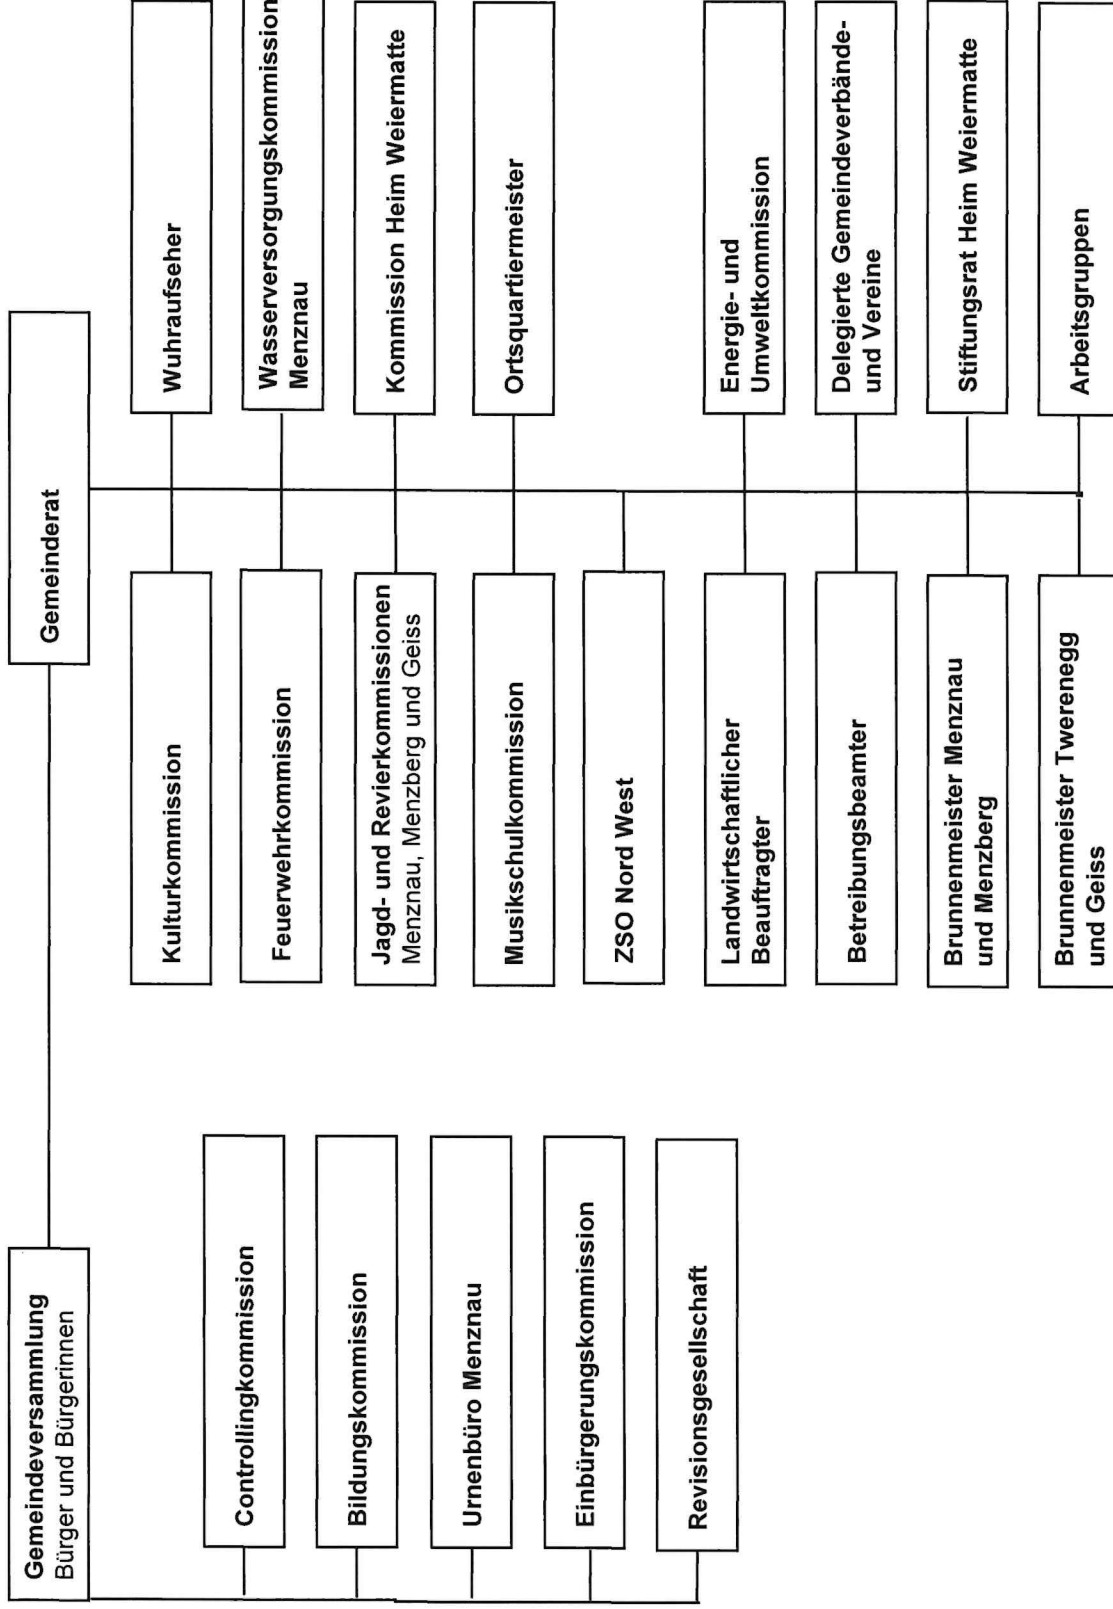 Gemeindeversammlung
Bürger und Bürgerinnen
Gemeinderat
Controllingkommission
Bildungskommission
Urnenbüro Menznau
Einbürgerungskommission
Revisionsgesellschaft
Kulturkommission
Feuerwehrkommission
Jagd- und Revierkommissionen
Menznau, Menzberg und Geiss
Musikschulkommission
ZSO Nord West
Landwirtschaftlicher
Beauftragter
Betreibungsbeamter
Brunnenmeister Menznau
und Menzberg
Brunnenmeister Twerenegg
und Geiss
Wuhraufseher
Wasserversorgungskommission
Menznau
Kommission Heim Weiermatte
Ortsquartiermeister
Energie- und
Umweltkommission
Delegierte Gemeindeverbände-
und Vereine
Stiftungsrat Heim Weiermatte
Arbeitsgruppen